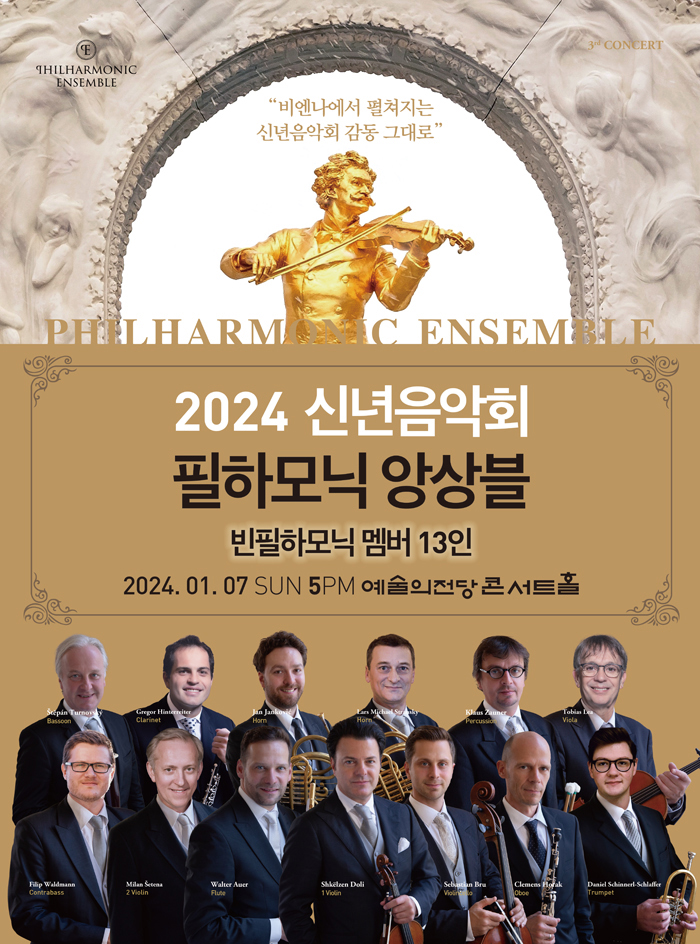 PHILHARMONIC
ENSEMBLE
3rd CONCERT
“비엔나에서 펼쳐지는
신년음악회 감동 그대로”
PHILHARMONIC ENSEMBLE
2024 신년음악회
필하모닉 앙상블
빈필하모닉 멤버 13인
2024. 01. 07 SUN 5PM 예술의전당 콘서트홀
Štěpán Turnovský
Bassoon
Gregor Hinterreiter
Clarinet
Jan Janković
Horn
Lars Michael Stransky
Horn
Klaus Zauner
Percussion
Tobias Lea
Viola
Filip Waldmann
Contrabass
Milan Šetena
2 Violin
Walter Auer
Flute
Shkëlzen Doli
1 Violin
Sebastian Bru
Violoncello
Clemens Horak
Oboe
Daniel Schinnerl-Schlaffer
Trumpet